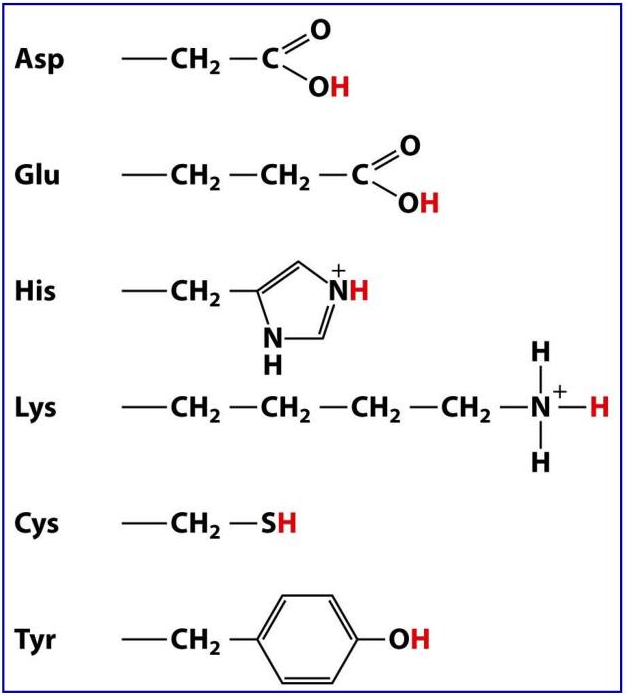 O
Asp —CH₂—C
OH
O
Glu —CH₂—CH₂—C
OH
+
His —CH₂ NH
N
H
H
Lys —CH₂—CH₂—CH₂—CH₂—N⁺—H
H
Cys —CH₂—SH
Tyr —CH₂ —OH